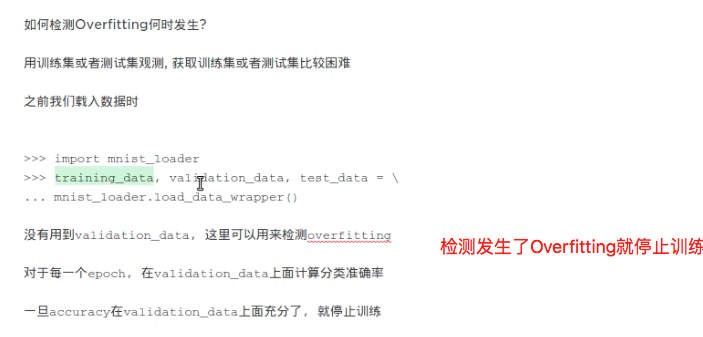 如何检测Overfitting何时发生?
用训练集或者测试集观测, 获取训练集或者测试集比较困难
之前我们载入数据时
>>> import mnist_loader
>>> training_data, validation_data, test_data = \
... mnist_loader.load_data_wrapper()
没有用到validation_data, 这里可以用来检测overfitting
检测发生了Overfitting就停止训练
对于每一个epoch, 在validation_data上面计算分类准确率
一旦accuracy在validation_data上面充分了, 就停止训练